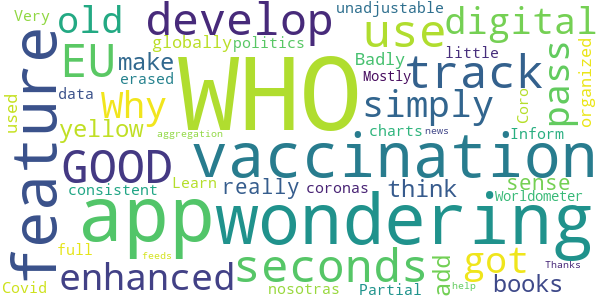 Very old develop unadjustable use digital
globally politics
EU make WHO Badly little
erased Mostly track pass organized
feature used data Why simply Coro
yellow aggregation charts news Inform
GOOD vaccination
consistent Learn really coronas think sense
Worldometer
app wondering
full seconds add got
Covid enhanced feeds nosotras Partial help books Thanks